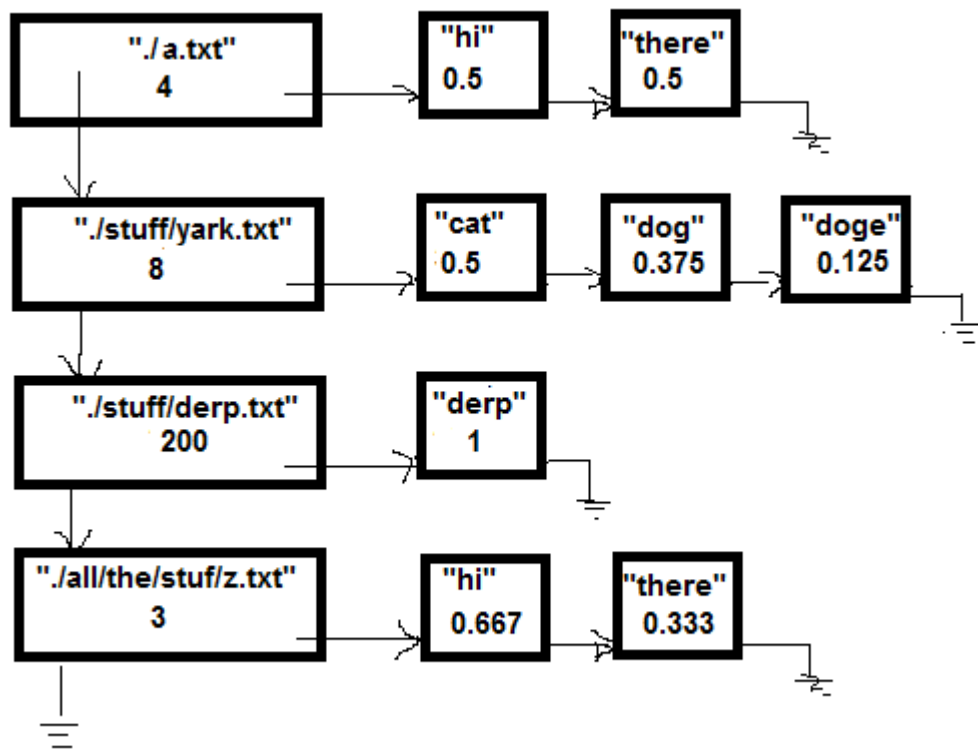 "./a.txt"
4
"hi"
0.5
"there"
0.5
"./stuff/yark.txt"
8
"cat"
0.5
"dog"
0.375
"doge"
0.125
"./stuff/derp.txt"
200
"derp"
1
"./all/the/stuf/z.txt"
3
"hi"
0.667
"there"
0.333